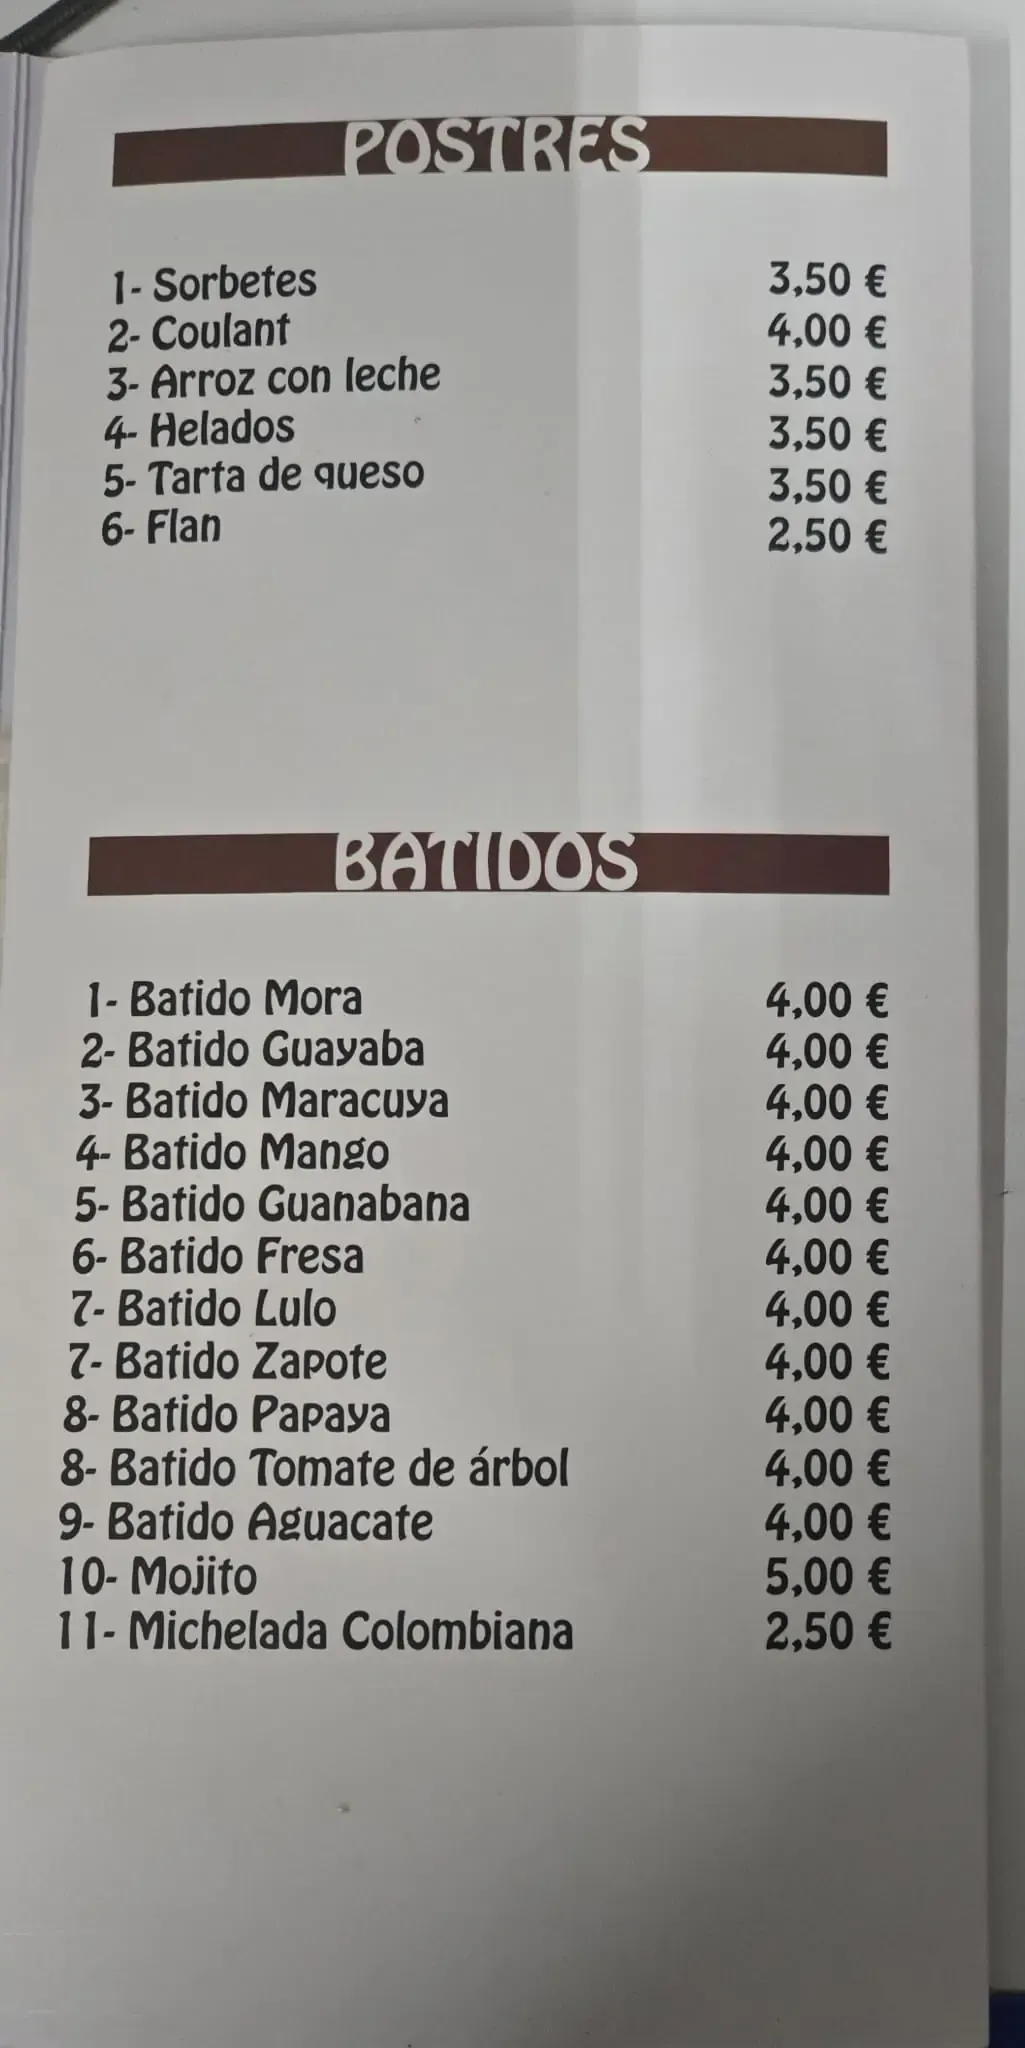 POSTRES
1- Sorbetes 3,50 €
2- Coulant 4,00 €
3- Arroz con leche 3,50 €
4- Helados 3,50 €
5- Tarta de queso 3,50 €
6- Flan 2,50 €
BATIDOS
1- Batido Mora 4,00 €
2- Batido Guayaba 4,00 €
3- Batido Maracuya 4,00 €
4- Batido Mango 4,00 €
5- Batido Guanabana 4,00 €
6- Batido Fresa 4,00 €
7- Batido Lulo 4,00 €
7- Batido Zapote 4,00 €
8- Batido Papaya 4,00 €
8- Batido Tomate de árbol 4,00 €
9- Batido Aguacate 4,00 €
10- Mojito 5,00 €
11- Michelada Colombiana 2,50 €